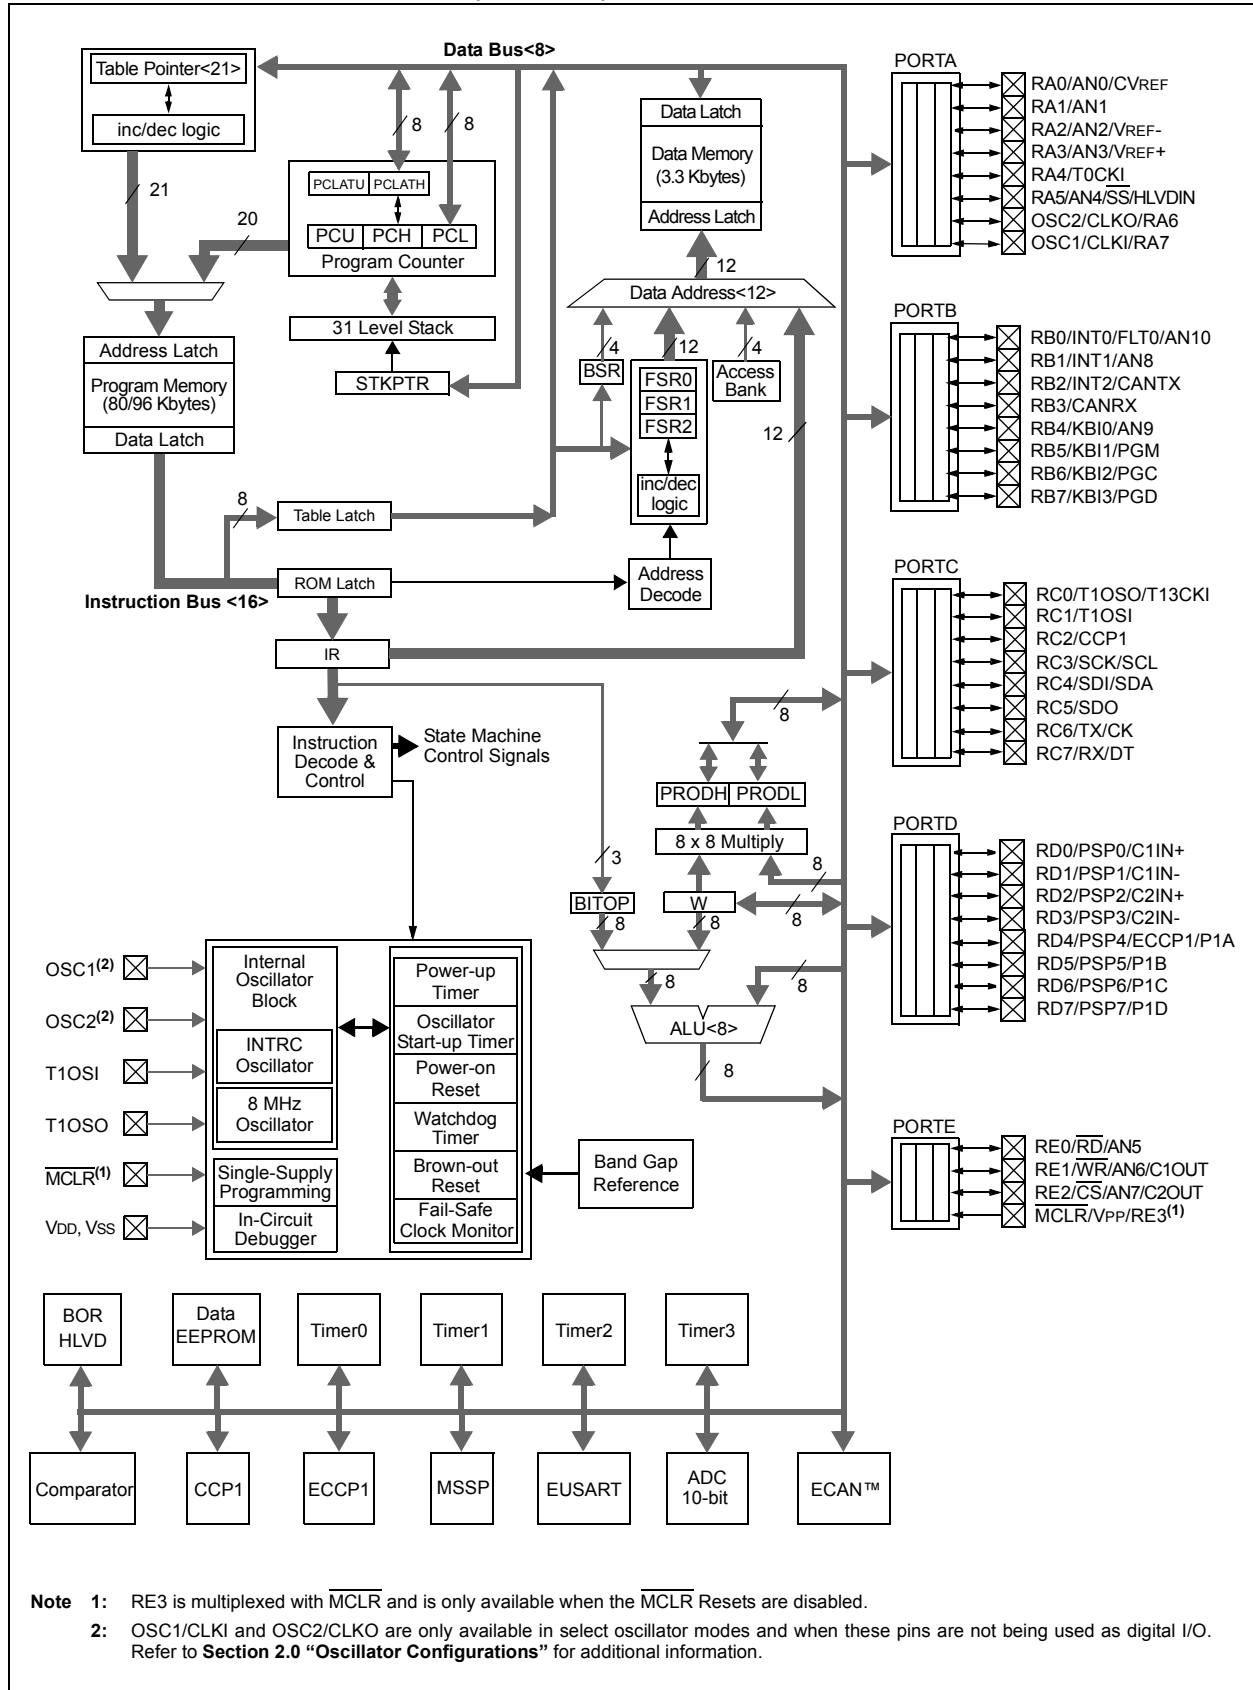 Data Bus<8>
Table Pointer<21>
inc/dec logic
21
20
8
8
PCLATU PCLATH
PCU PCH PCL
Program Counter
31 Level Stack
STKPTR
Address Latch
Program Memory
(80/96 Kbytes)
Data Latch
8
Table Latch
ROM Latch
Instruction Bus <16>
IR
Instruction
Decode &
Control
State Machine
Control Signals
Data Latch
Data Memory
(3.3 Kbytes)
Address Latch
12
Data Address<12>
4
12
4
BSR
FSR0
FSR1
FSR2
inc/dec
logic
Access
Bank
12
Address
Decode
8
PRODH PRODL
8 x 8 Multiply
3
8
BITOP
W
8
8
8
8
8
ALU<8>
8
PORTA
RA0/AN0/CVREF
RA1/AN1
RA2/AN2/VREF-
RA3/AN3/VREF+
RA4/T0CKI
RA5/AN4/S̅S̅/HLVDIN
OSC2/CLKO/RA6
OSC1/CLKI/RA7
PORTB
RB0/INT0/FLT0/AN10
RB1/INT1/AN8
RB2/INT2/CANTX
RB3/CANRX
RB4/KBI0/AN9
RB5/KBI1/PGM
RB6/KBI2/PGC
RB7/KBI3/PGD
PORTC
RC0/T1OSO/T13CKI
RC1/T1OSI
RC2/CCP1
RC3/SCK/SCL
RC4/SDI/SDA
RC5/SDO
RC6/TX/CK
RC7/RX/DT
PORTD
RD0/PSP0/C1IN+
RD1/PSP1/C1IN-
RD2/PSP2/C2IN+
RD3/PSP3/C2IN-
RD4/PSP4/ECCP1/P1A
RD5/PSP5/P1B
RD6/PSP6/P1C
RD7/PSP7/P1D
PORTE
RE0/R̅D̅/AN5
RE1/W̅R̅/AN6/C1OUT
RE2/C̅S̅/AN7/C2OUT
M̅C̅L̅R̅/VPP/RE3(1)
OSC1(2)
OSC2(2)
T1OSI
T1OSO
M̅C̅L̅R̅(1)
VDD, VSS
Internal
Oscillator
Block
INTRC
Oscillator
8 MHz
Oscillator
Single-Supply
Programming
In-Circuit
Debugger
Power-up
Timer
Oscillator
Start-up Timer
Power-on
Reset
Watchdog
Timer
Brown-out
Reset
Fail-Safe
Clock Monitor
Band Gap
Reference
BOR
HLVD
Data
EEPROM
Timer0
Timer1
Timer2
Timer3
Comparator
CCP1
ECCP1
MSSP
EUSART
ADC
10-bit
ECAN™
Note 1: RE3 is multiplexed with M̅C̅L̅R̅ and is only available when the M̅C̅L̅R̅ Resets are disabled.
2: OSC1/CLKI and OSC2/CLKO are only available in select oscillator modes and when these pins are not being used as digital I/O.
Refer to Section 2.0 “Oscillator Configurations” for additional information.